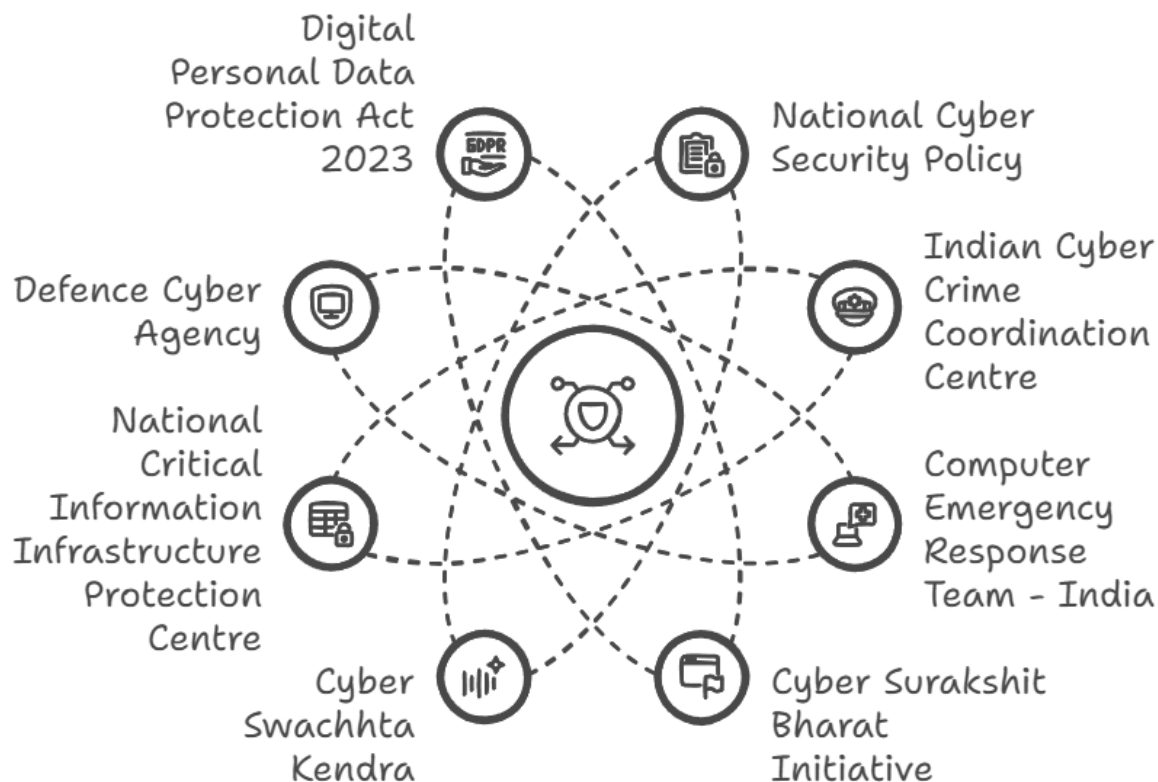 Digital
Personal Data
Protection Act
2023
GDPR
National Cyber
Security Policy
Defence Cyber
Agency
Indian Cyber
Crime
Coordination
Centre
National
Critical
Information
Infrastructure
Protection
Centre
Computer
Emergency
Response
Team - India
Cyber
Swachhta
Kendra
Cyber Surakshit
Bharat
Initiative